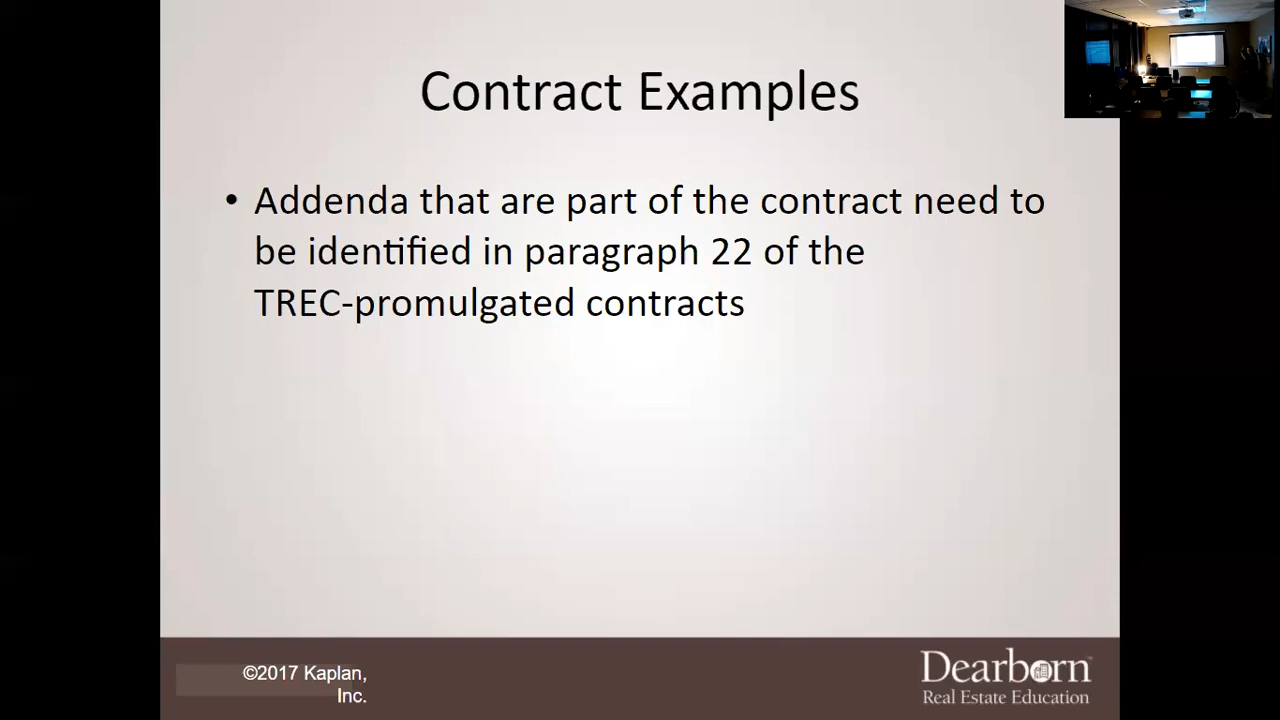 Contract Examples
• Addenda that are part of the contract need to
be identified in paragraph 22 of the
TREC-promulgated contracts
©2017 Kaplan,
Inc.
Dearborn™
Real Estate Education